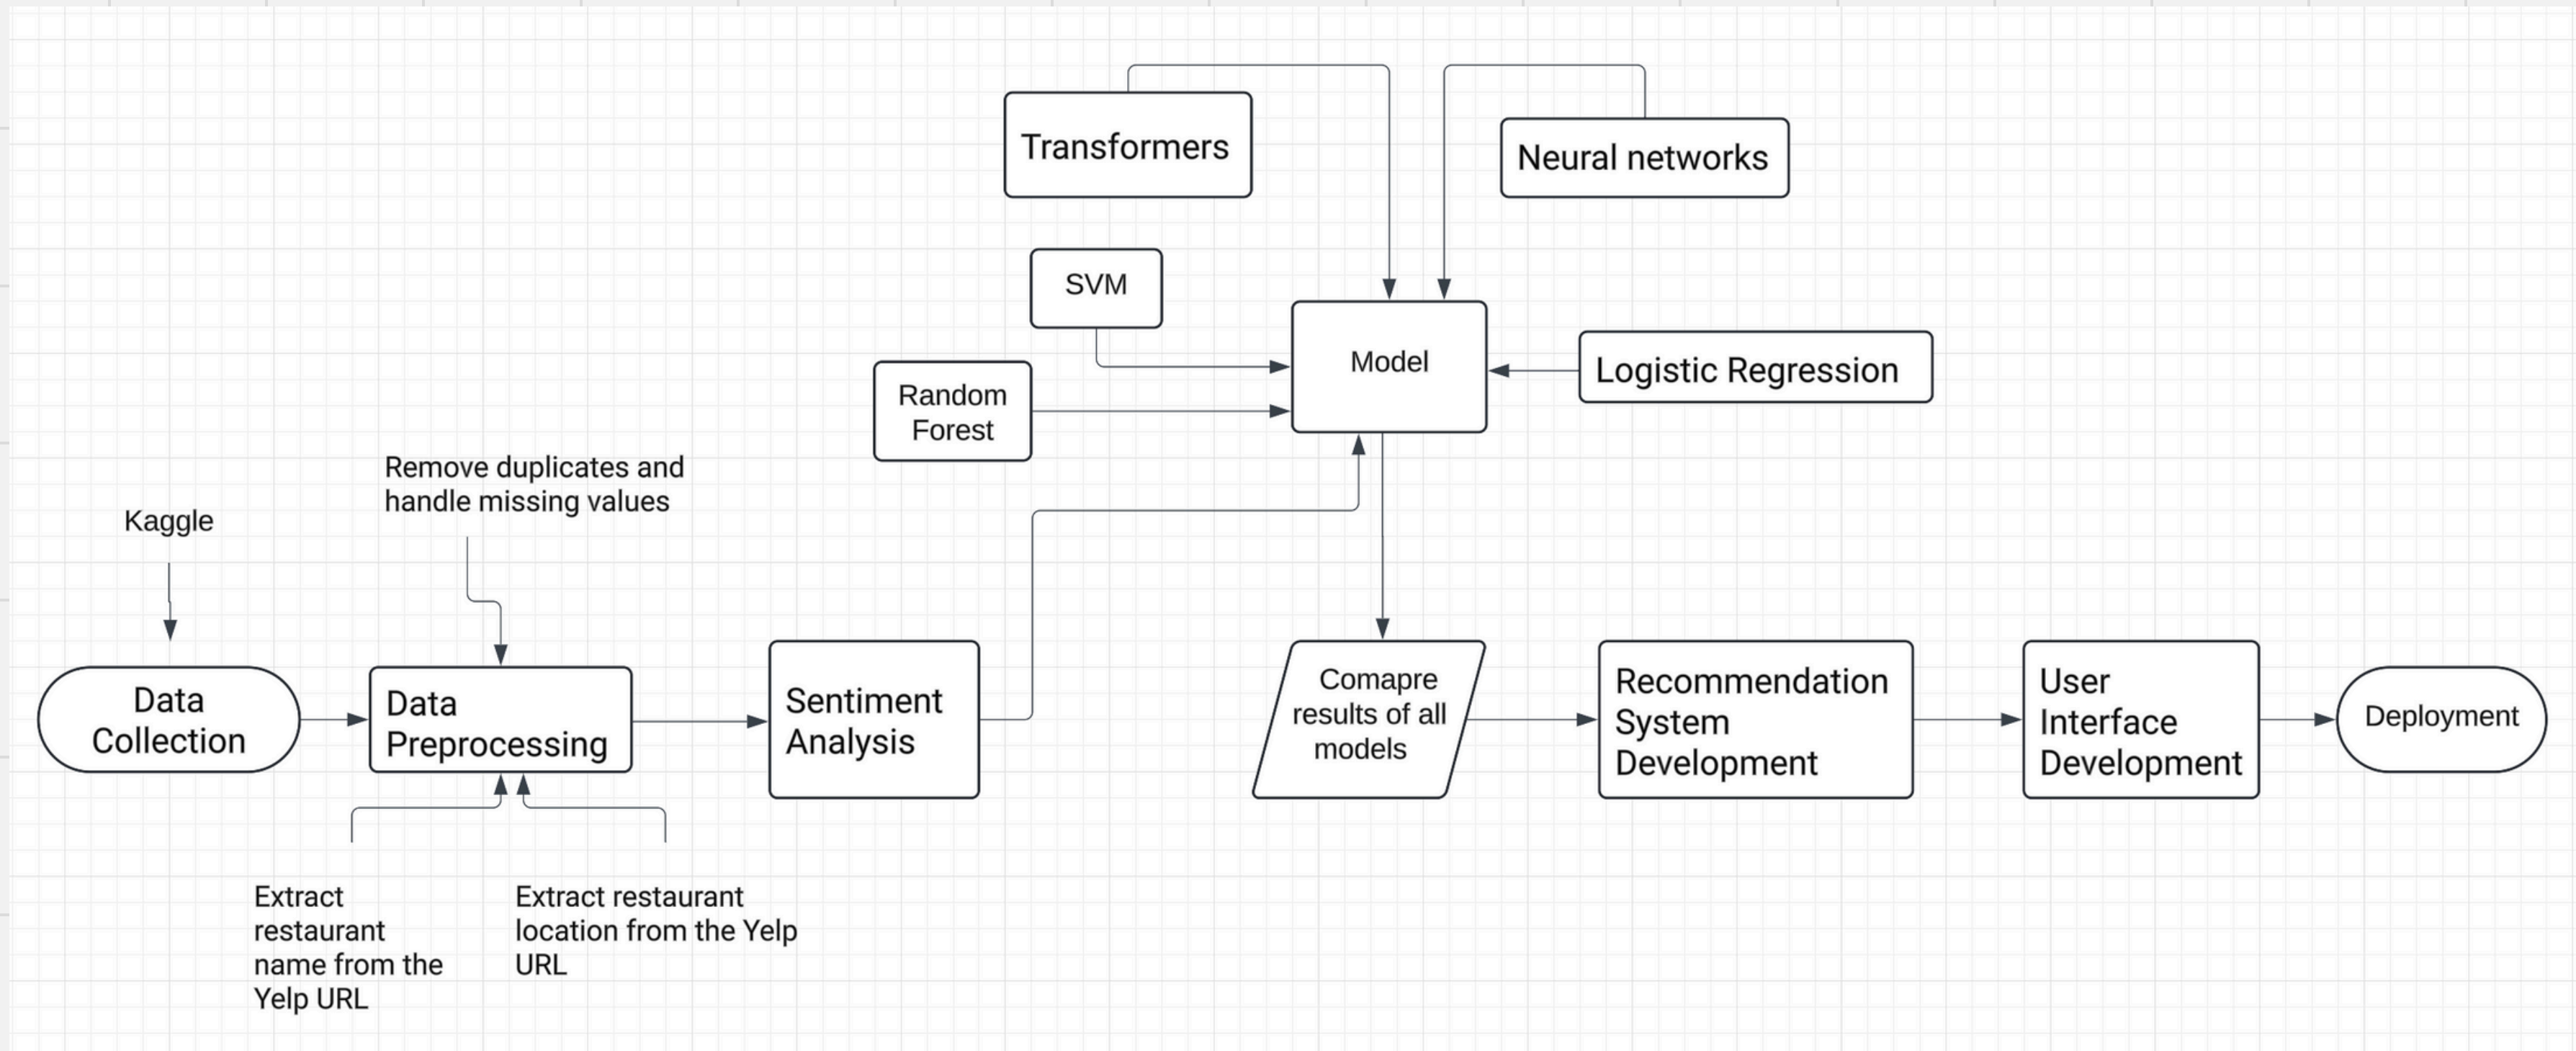 Transformers
Neural networks
SVM
Model
Logistic Regression
Random
Forest
Remove duplicates and
handle missing values
Kaggle
Data
Collection
Data
Preprocessing
Sentiment
Analysis
Comapre
results of all
models
Recommendation
System
Development
User
Interface
Development
Deployment
Extract
restaurant
name from the
Yelp URL
Extract restaurant
location from the Yelp
URL